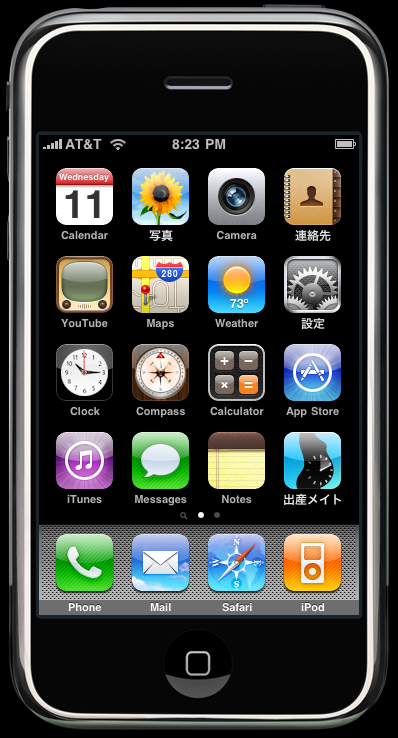 AT&T 8:23 PM
Wednesday
11
280
73°
Calendar 写真 Camera 連絡先
YouTube Maps Weather 設定
Clock Compass Calculator App Store
iTunes Messages Notes 出産メイト
N
S
Phone Mail Safari iPod